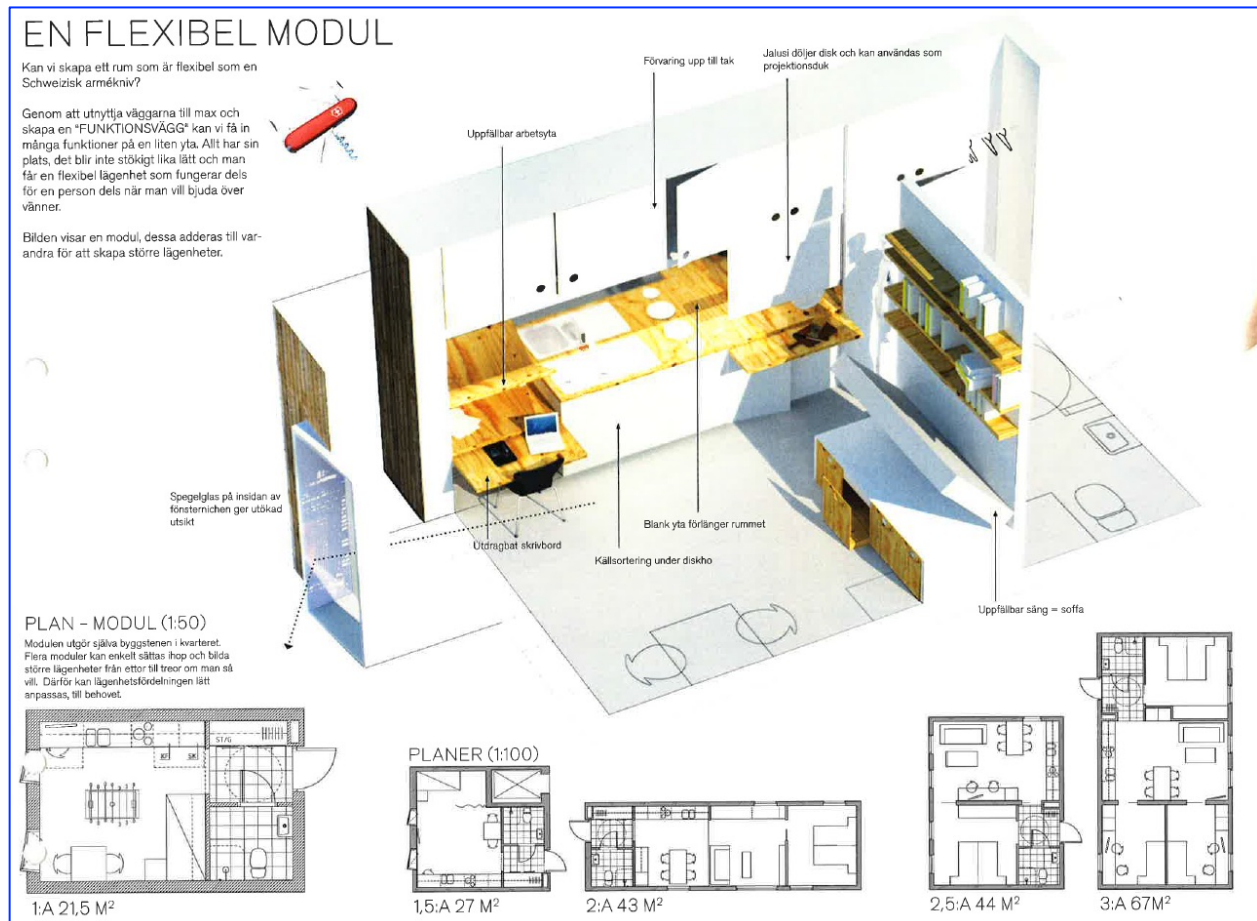 EN FLEXIBEL MODUL
Kan vi skapa ett rum som är flexibel som en
Schweizisk armékniv?
Genom att utnyttja väggarna till max och
skapa en "FUNKTIONSVÄGG" kan vi få in
många funktioner på en liten yta. Allt har sin
plats, det blir inte stökigt lika lätt och man
får en flexibel lägenhet som fungerar dels
för en person dels när man vill bjuda över
vänner.
Bilden visar en modul, dessa adderas till var-
andra för att skapa större lägenheter.
Förvaring upp till tak
Jalusi döljer disk och kan användas som
projektionsduk
Uppfällbar arbetsyta
Spegelglas på insidan av
fönsternichen ger utökad
utsikt
Utdragbat skrivbord
Källsortering under diskho
Blank yta förlänger rummet
Uppfällbar säng = soffa
PLAN - MODUL (1:50)
Modulen utgör själva byggstenen i kvarteret.
Flera moduler kan enkelt sättas ihop och bilda
större lägenheter från ettor till treor om man så
vill. Därför kan lägenhetsfördelningen lätt
anpassas, till behovet.
ST/G
KF
SK
1:A 21,5 M²
PLANER (1:100)
1,5:A 27 M²
2:A 43 M²
2,5:A 44 M²
3:A 67M²